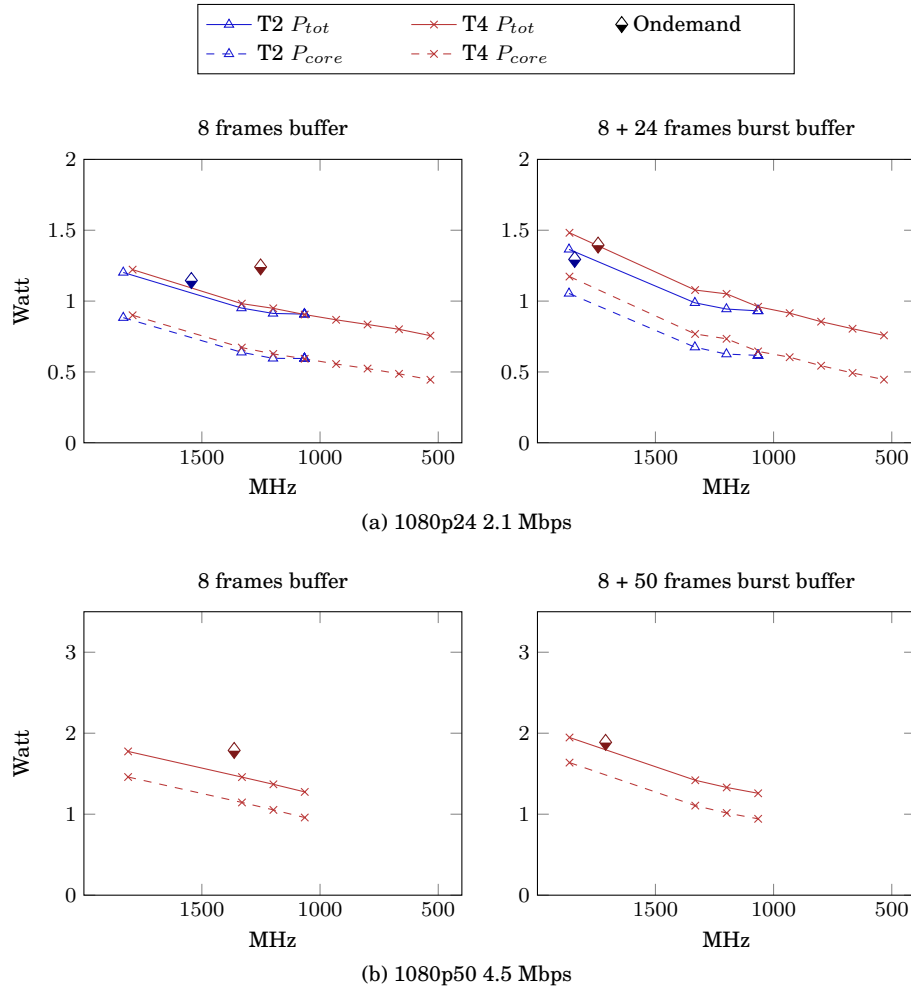 T2 P_tot T4 P_tot Ondemand
T2 P_core T4 P_core
8 frames buffer 8 + 24 frames burst buffer
2 2
1.5 1.5
1 1
0.5 0.5
0 0
Watt
1500 1000 500 1500 1000 500
MHz MHz
(a) 1080p24 2.1 Mbps
8 frames buffer 8 + 50 frames burst buffer
3 3
2 2
1 1
0 0
Watt
1500 1000 500 1500 1000 500
MHz MHz
(b) 1080p50 4.5 Mbps